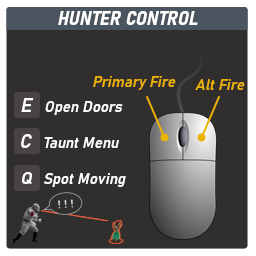 HUNTER CONTROL
Primary Fire
Alt Fire
E Open Doors
C Taunt Menu
Q Spot Moving
!!!